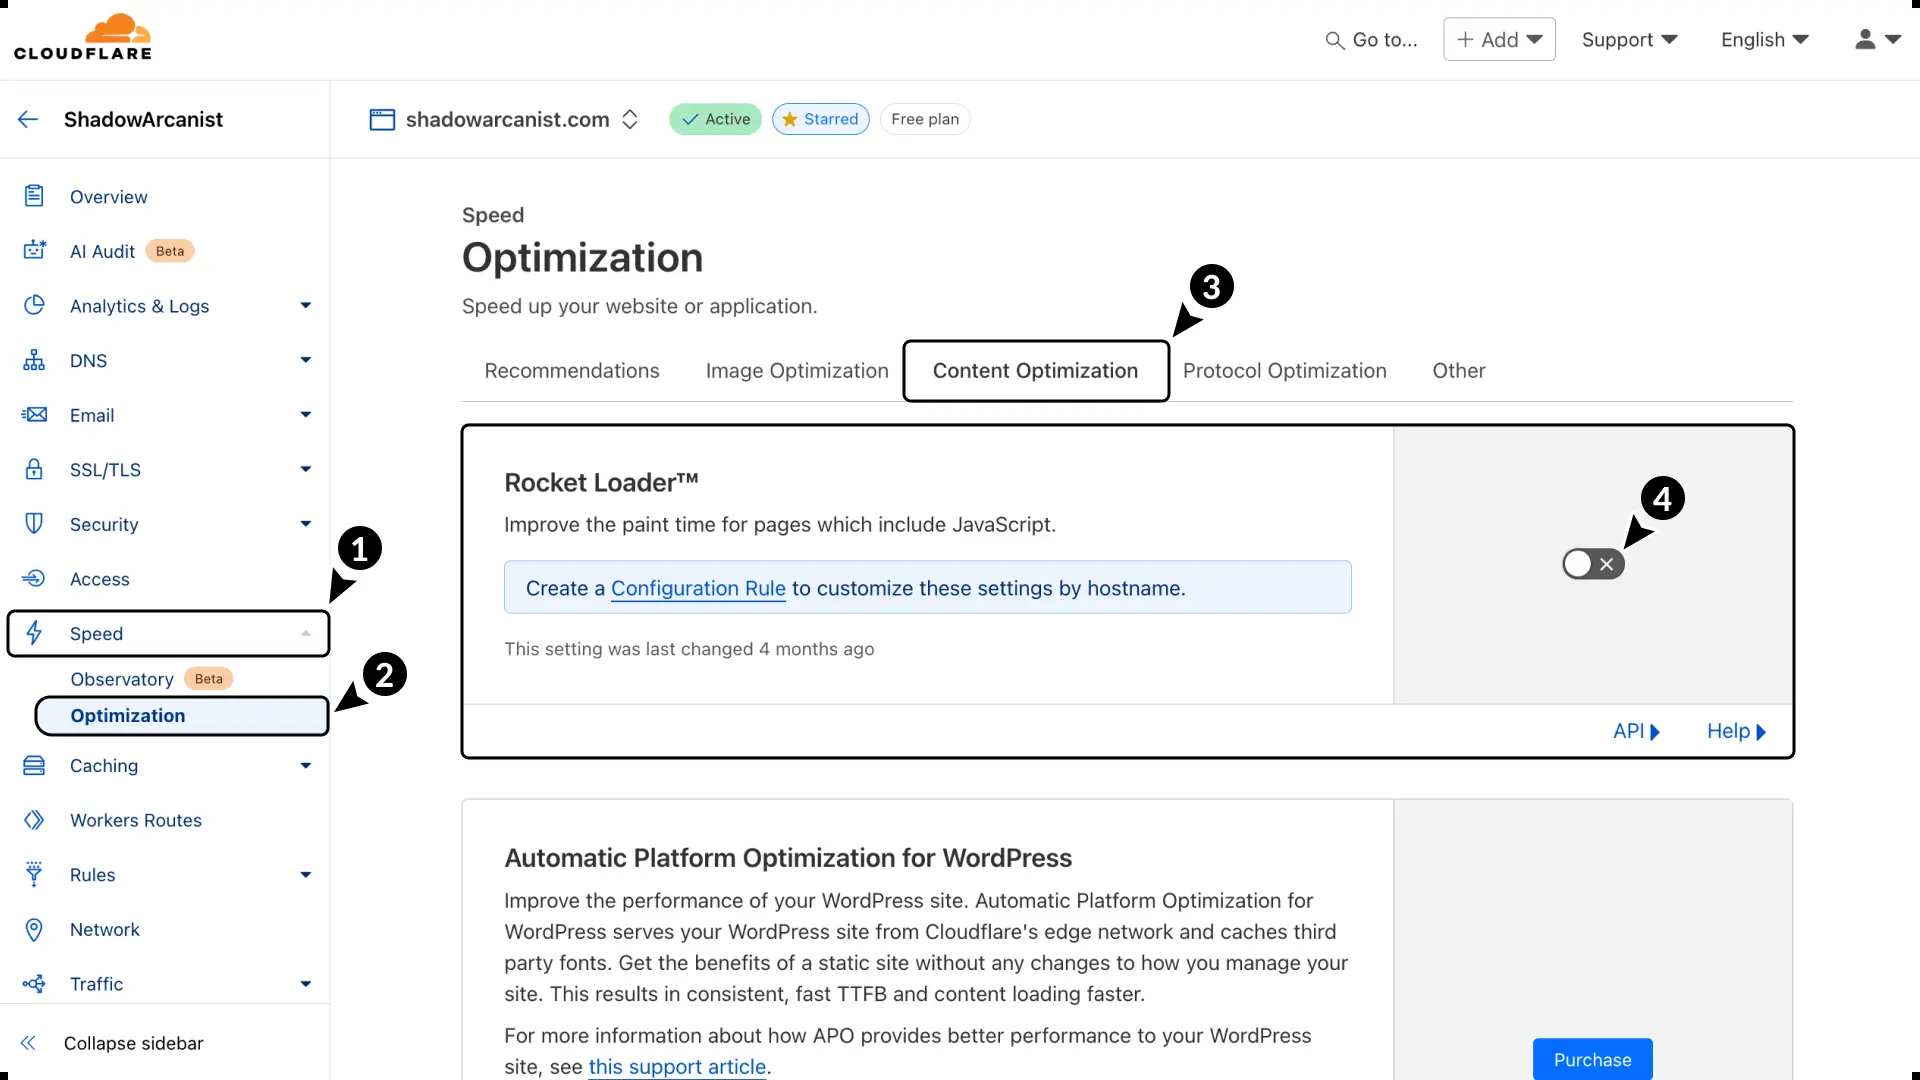 CLOUDFLARE
Go to...
Add
Support
English
ShadowArcanist
shadowarcanist.com
Active
Starred
Free plan
Overview
AI Audit Beta
Analytics & Logs
DNS
Email
SSL/TLS
Security
Access
1
Speed
Observatory Beta
2
Optimization
Caching
Workers Routes
Rules
Network
Traffic
Collapse sidebar
Speed
Optimization
Speed up your website or application.
3
Recommendations
Image Optimization
Content Optimization
Protocol Optimization
Other
Rocket Loader™
Improve the paint time for pages which include JavaScript.
Create a Configuration Rule to customize these settings by hostname.
This setting was last changed 4 months ago
4
API
Help
Automatic Platform Optimization for WordPress
Improve the performance of your WordPress site. Automatic Platform Optimization for
WordPress serves your WordPress site from Cloudflare's edge network and caches third
party fonts. Get the benefits of a static site without any changes to how you manage your
site. This results in consistent, fast TTFB and content loading faster.
For more information about how APO provides better performance to your WordPress
site, see this support article.
Purchase